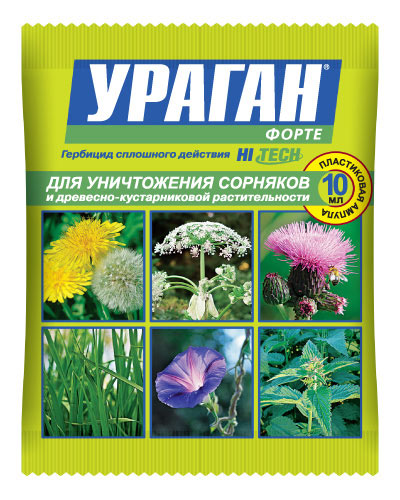 УРАГАН®
ФОРТЕ
Гербицид сплошного действия HI TECH
ДЛЯ УНИЧТОЖЕНИЯ СОРНЯКОВ
и древесно-кустарниковой растительности
ПЛАСТИКОВАЯ АМПУЛА
10
МЛ